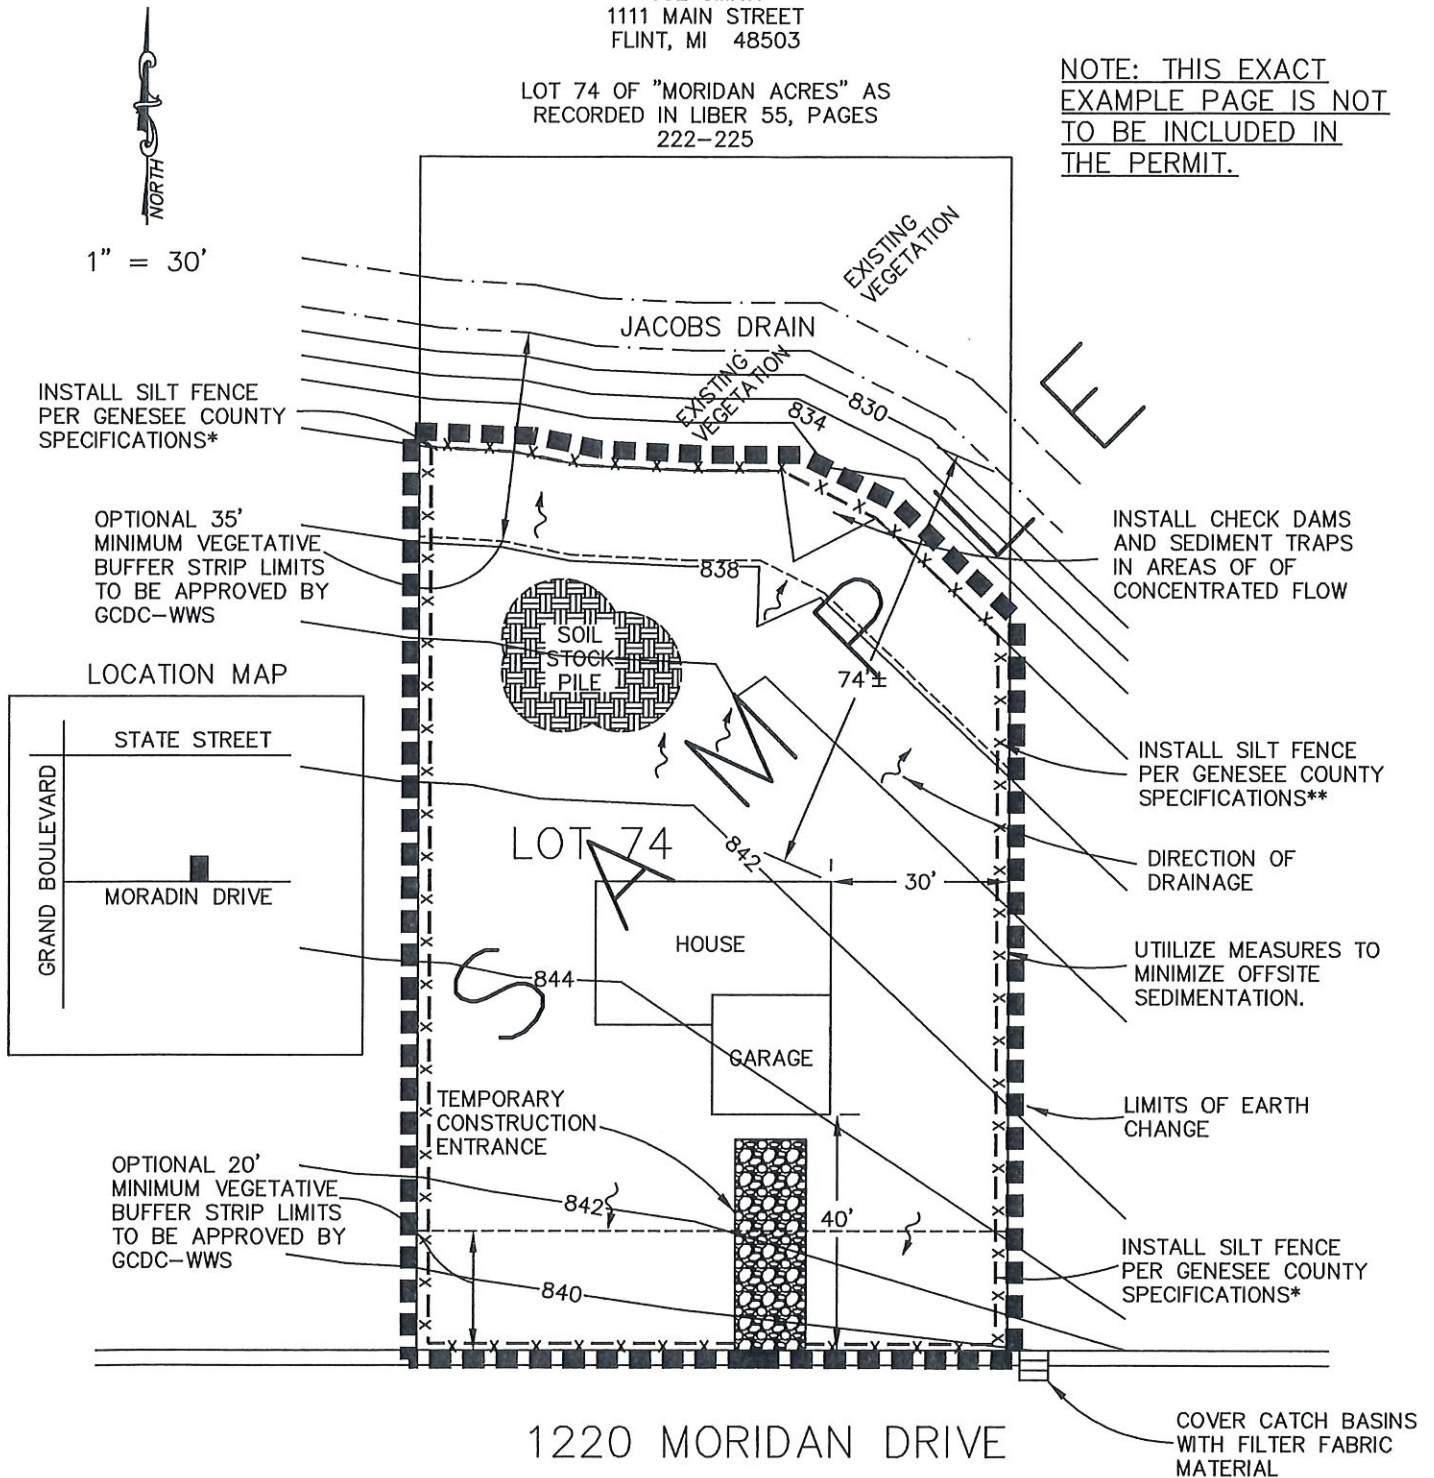 1111 MAIN STREET
FLINT, MI 48503
LOT 74 OF "MORIDAN ACRES" AS
RECORDED IN LIBER 55, PAGES
222-225
NOTE: THIS EXACT
EXAMPLE PAGE IS NOT
TO BE INCLUDED IN
THE PERMIT.
NORTH
1" = 30'
EXISTING
VEGETATION
JACOBS DRAIN
EXISTING
VEGETATION
830
834
INSTALL SILT FENCE
PER GENESEE COUNTY
SPECIFICATIONS*
OPTIONAL 35'
MINIMUM VEGETATIVE
BUFFER STRIP LIMITS
TO BE APPROVED BY
GCDC-WWS
INSTALL CHECK DAMS
AND SEDIMENT TRAPS
IN AREAS OF OF
CONCENTRATED FLOW
838
SOIL
STOCK
PILE
74'±
SAMPLE
LOCATION MAP
STATE STREET
GRAND BOULEVARD
MORADIN DRIVE
INSTALL SILT FENCE
PER GENESEE COUNTY
SPECIFICATIONS**
LOT 74
842
30'
DIRECTION OF
DRAINAGE
HOUSE
844
UTIILIZE MEASURES TO
MINIMIZE OFFSITE
SEDIMENTATION.
GARAGE
TEMPORARY
CONSTRUCTION
ENTRANCE
LIMITS OF EARTH
CHANGE
OPTIONAL 20'
MINIMUM VEGETATIVE
BUFFER STRIP LIMITS
TO BE APPROVED BY
GCDC-WWS
842
40'
840
INSTALL SILT FENCE
PER GENESEE COUNTY
SPECIFICATIONS*
1220 MORIDAN DRIVE
COVER CATCH BASINS
WITH FILTER FABRIC
MATERIAL